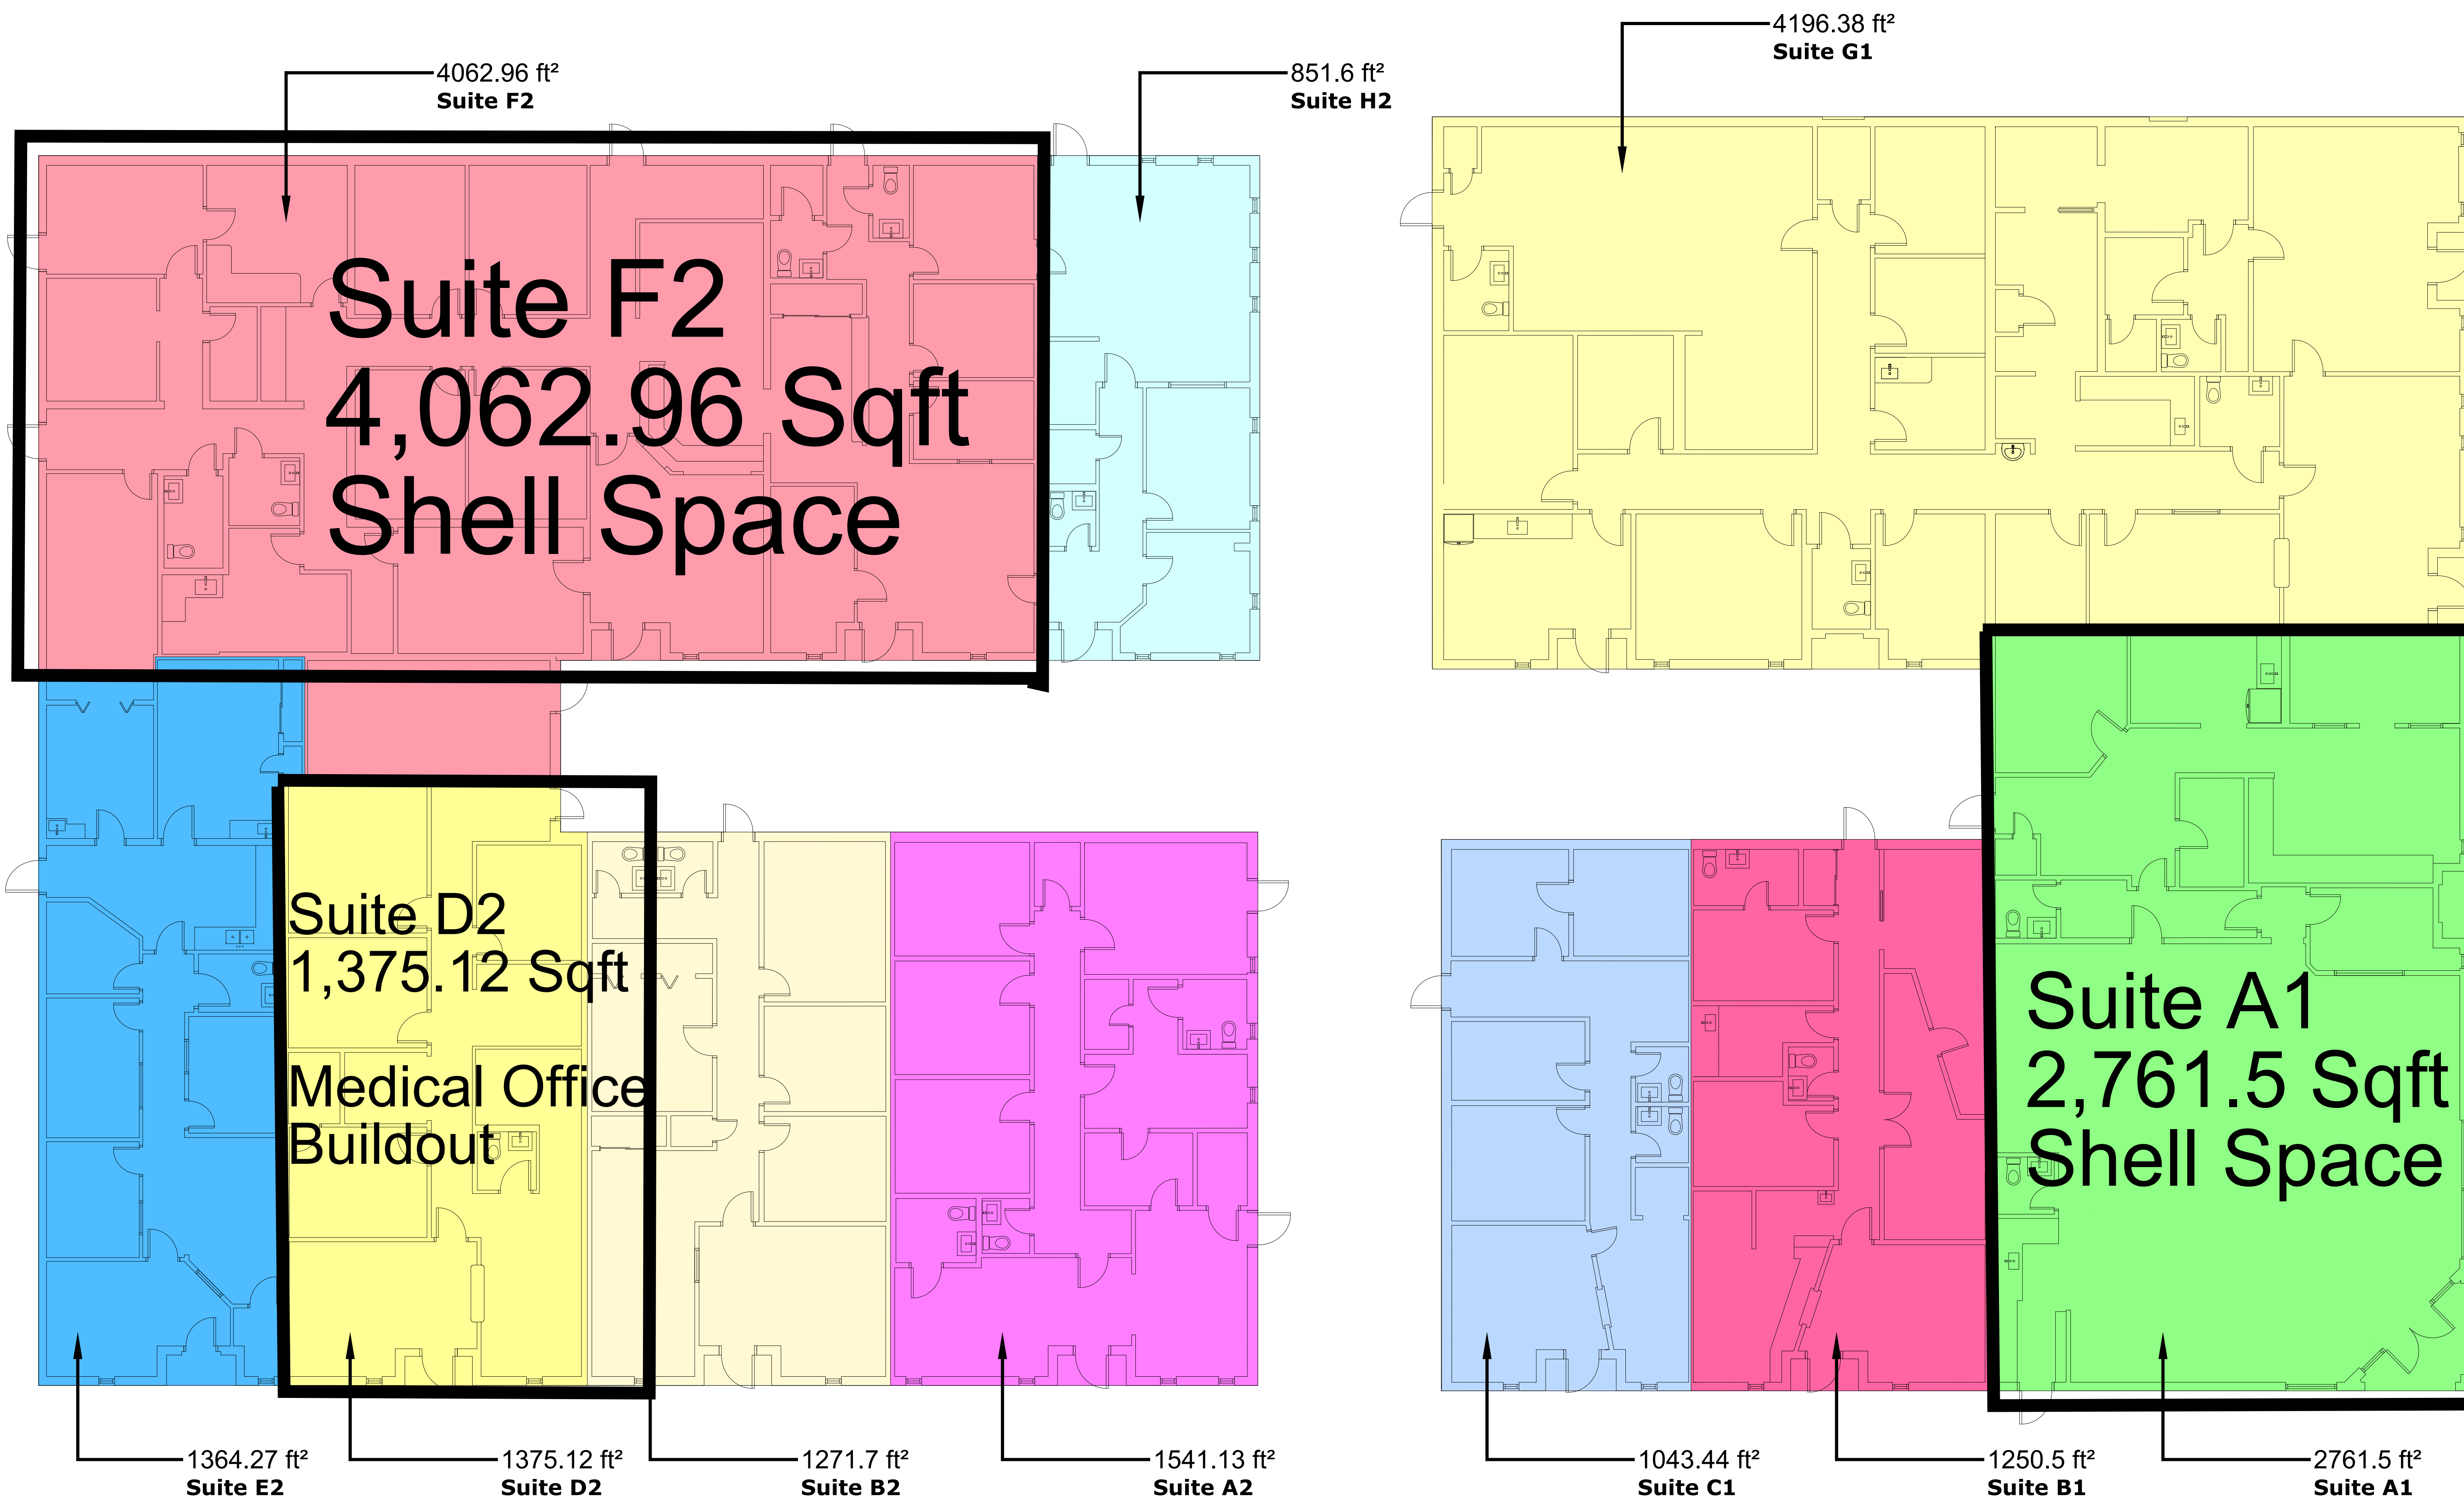 4196.38 ft²
Suite G1
4062.96 ft²
Suite F2
851.6 ft²
Suite H2
Suite F2
4,062.96 Sqft
Shell Space
Suite D2
1,375.12 Sqft
Medical Office
Buildout
Suite A1
2,761.5 Sqft
Shell Space
1364.27 ft²
Suite E2
1375.12 ft²
Suite D2
1271.7 ft²
Suite B2
1541.13 ft²
Suite A2
1043.44 ft²
Suite C1
1250.5 ft²
Suite B1
2761.5 ft²
Suite A1